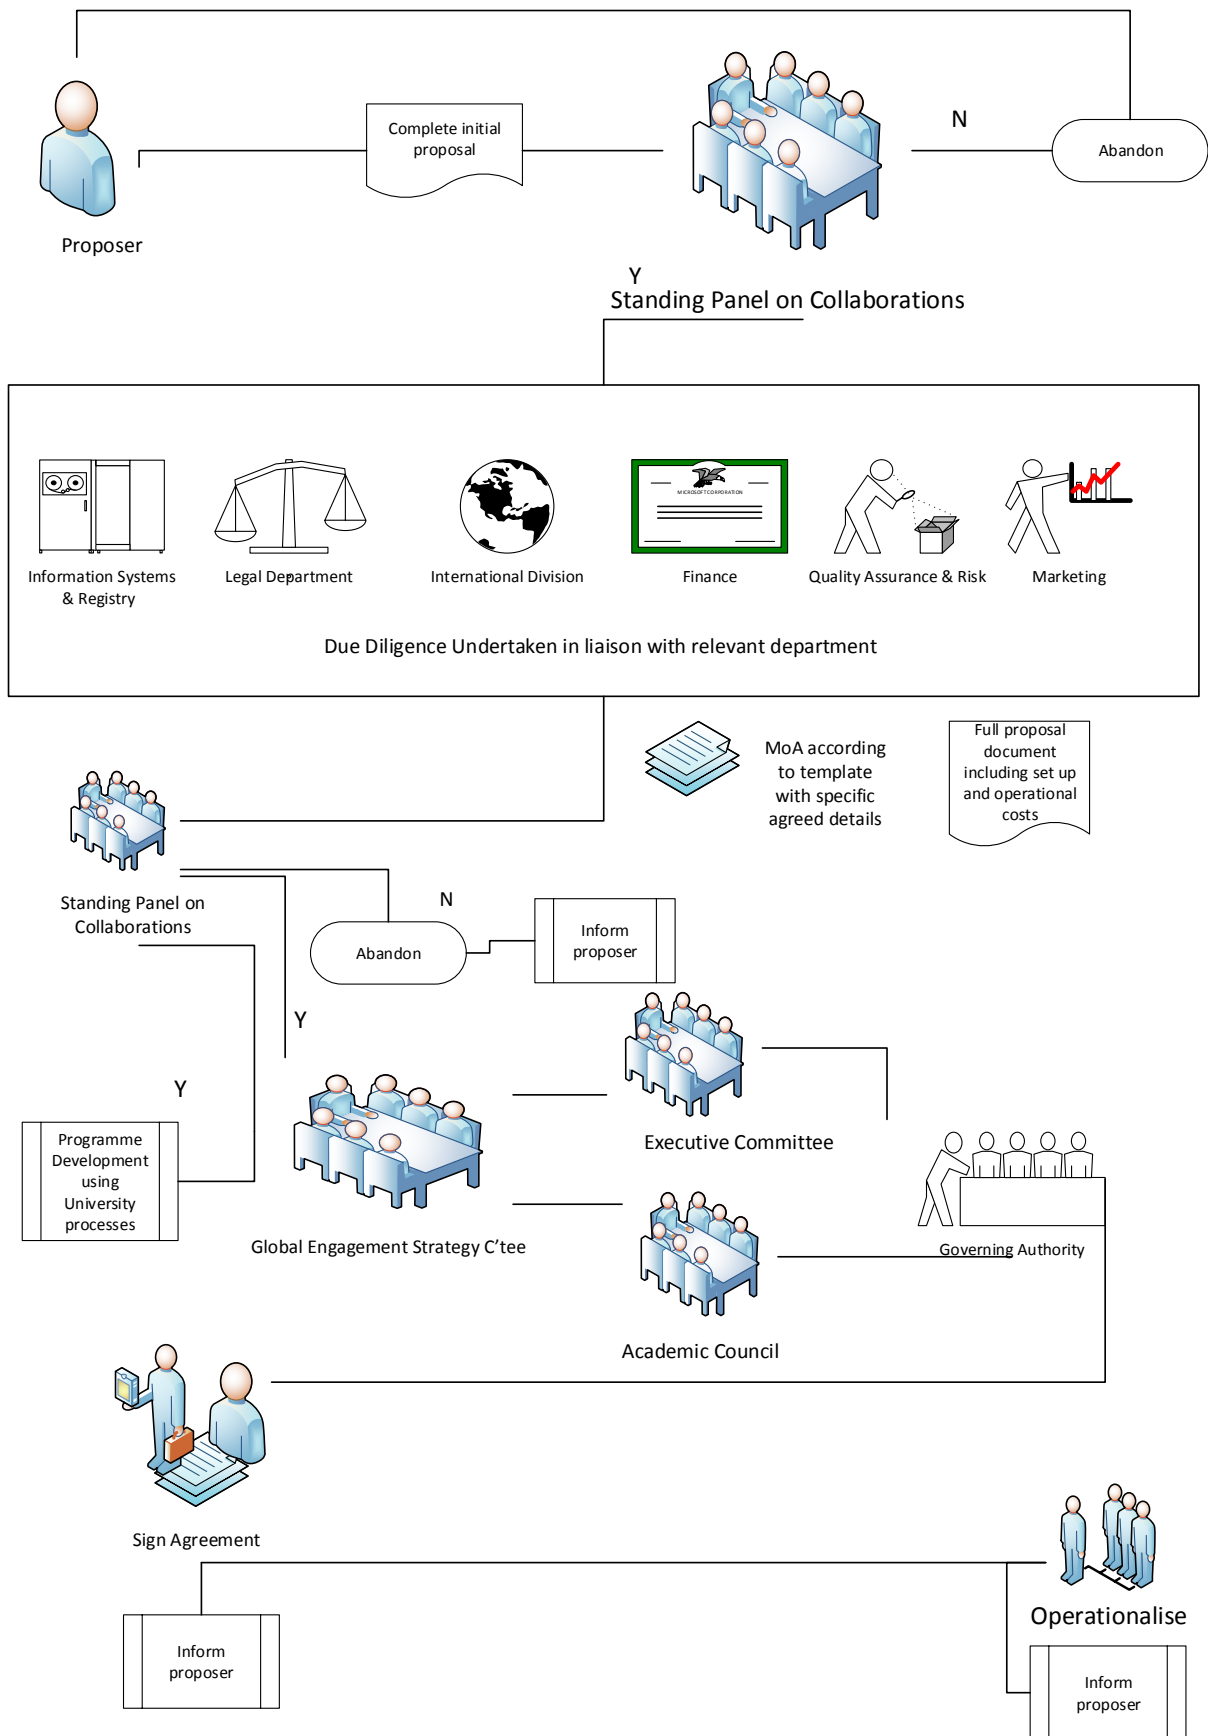 Complete initial
proposal
N
Abandon
Proposer
Y
Standing Panel on Collaborations
MICROSOFT CORPORATION
Information Systems
& Registry
Legal Department
International Division
Finance
Quality Assurance & Risk
Marketing
Due Diligence Undertaken in liaison with relevant department
MoA according
to template
with specific
agreed details
Full proposal
document
including set up
and operational
costs
Standing Panel on
Collaborations
N
Abandon
Inform
proposer
Y
Y
Programme
Development
using
University
processes
Global Engagement Strategy C'tee
Executive Committee
Governing Authority
Academic Council
Sign Agreement
Operationalise
Inform
proposer
Inform
proposer